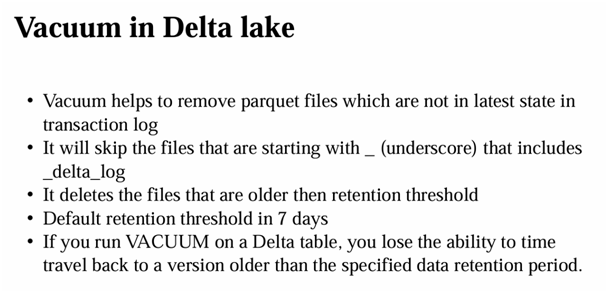 Vacuum in Delta lake
• Vacuum helps to remove parquet files which are not in latest state in
transaction log
• It will skip the files that are starting with _ (underscore) that includes
_delta_log
• It deletes the files that are older then retention threshold
• Default retention threshold in 7 days
• If you run VACUUM on a Delta table, you lose the ability to time
travel back to a version older than the specified data retention period.